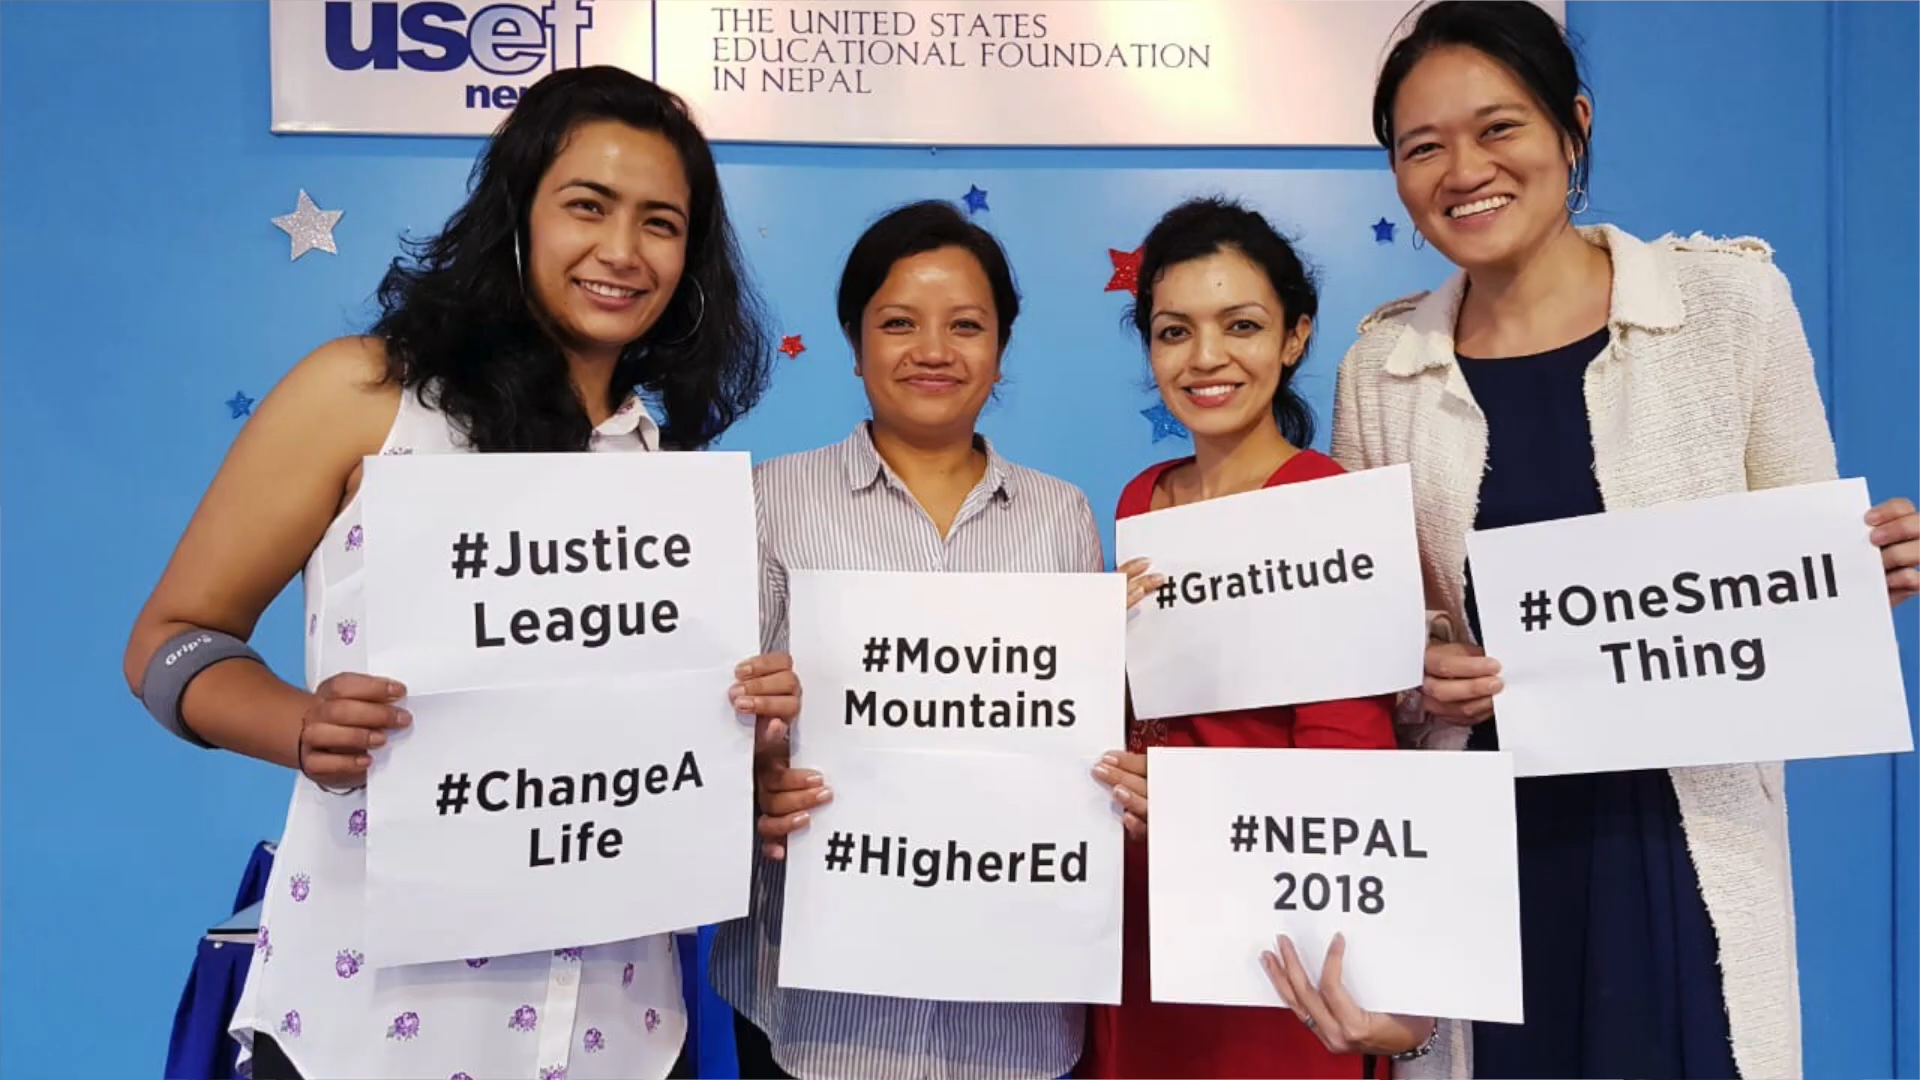 usef
THE UNITED STATES
EDUCATIONAL FOUNDATION
IN NEPAL
Grip's
#Justice
League
#ChangeA
Life
#Moving
Mountains
#HigherEd
#Gratitude
#NEPAL
2018
#OneSmall
Thing